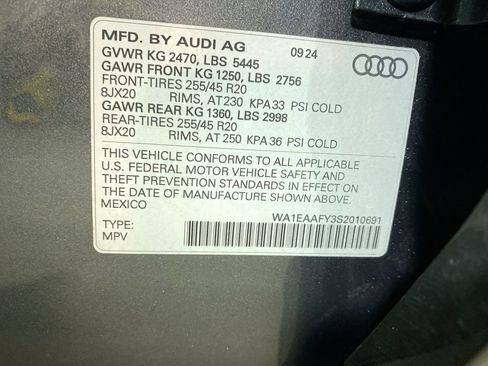 MFD. BY AUDI AG 09 24
GVWR KG 2470, LBS 5445
GAWR FRONT KG 1250, LBS 2756
FRONT-TIRES 255/45 R20
8JX20 RIMS, AT 230 KPA 33 PSI COLD
GAWR REAR KG 1360, LBS 2998
REAR-TIRES 255/45 R20
8JX20 RIMS, AT 250 KPA 36 PSI COLD
THIS VEHICLE CONFORMS TO ALL APPLICABLE
U.S. FEDERAL MOTOR VEHICLE SAFETY AND
THEFT PREVENTION STANDARDS IN EFFECT ON
THE DATE OF MANUFACTURE SHOWN ABOVE.
MEXICO
WA1EAAFY3S2010691
TYPE:
MPV